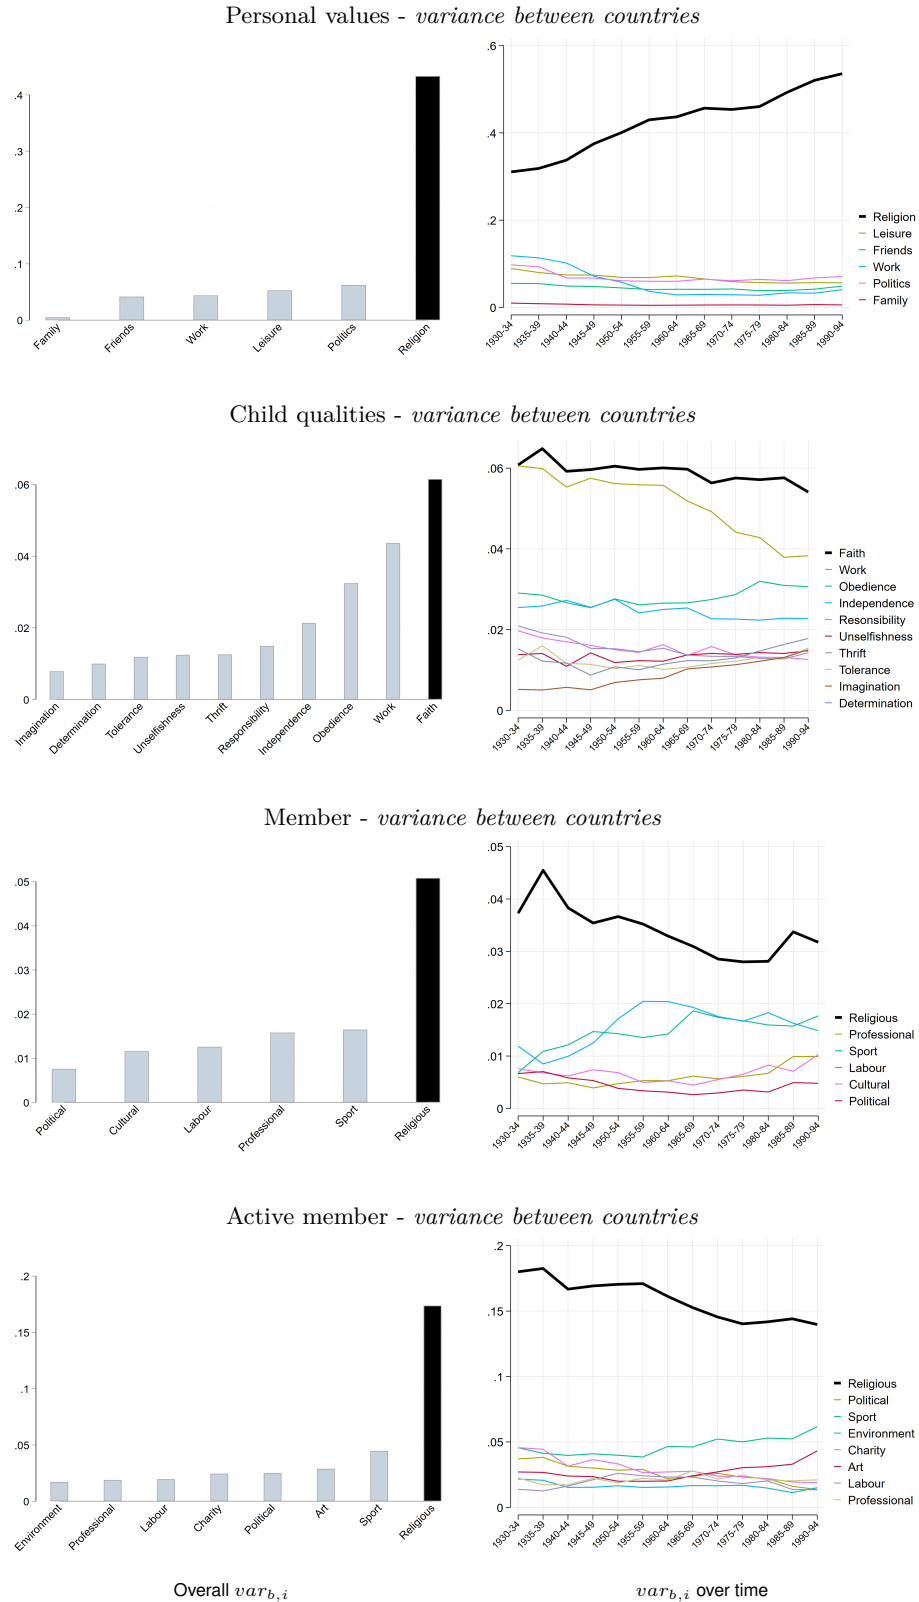 Personal values - variance between countries
.4
.3
.2
.1
0
Family
Friends
Work
Leisure
Politics
Religion
.6
.4
.2
0
1930-34
1935-39
1940-44
1945-49
1950-54
1955-59
1960-64
1965-69
1970-74
1975-79
1980-84
1985-89
1990-94
Religion
Leisure
Friends
Work
Politics
Family
Child qualities - variance between countries
.06
.04
.02
0
Imagination
Determination
Tolerance
Unselfishness
Thrift
Responsibility
Independence
Obedience
Work
Faith
.06
.04
.02
0
1930-34
1935-39
1940-44
1945-49
1950-54
1955-59
1960-64
1965-69
1970-74
1975-79
1980-84
1985-89
1990-94
Faith
Work
Obedience
Independence
Resonsibility
Unselfishness
Thrift
Tolerance
Imagination
Determination
Member - variance between countries
.05
.04
.03
.02
.01
0
Political
Cultural
Labour
Professional
Sport
Religious
.05
.04
.03
.02
.01
0
1930-34
1935-39
1940-44
1945-49
1950-54
1955-59
1960-64
1965-69
1970-74
1975-79
1980-84
1985-89
1990-94
Religious
Professional
Sport
Labour
Cultural
Political
Active member - variance between countries
.2
.15
.1
.05
0
Environment
Professional
Labour
Charity
Political
Art
Sport
Religious
.2
.15
.1
.05
0
1930-34
1935-39
1940-44
1945-49
1950-54
1955-59
1960-64
1965-69
1970-74
1975-79
1980-84
1985-89
1990-94
Religious
Political
Sport
Environment
Charity
Art
Labour
Professional
Overall var_{b,i}
var_{b,i} over time